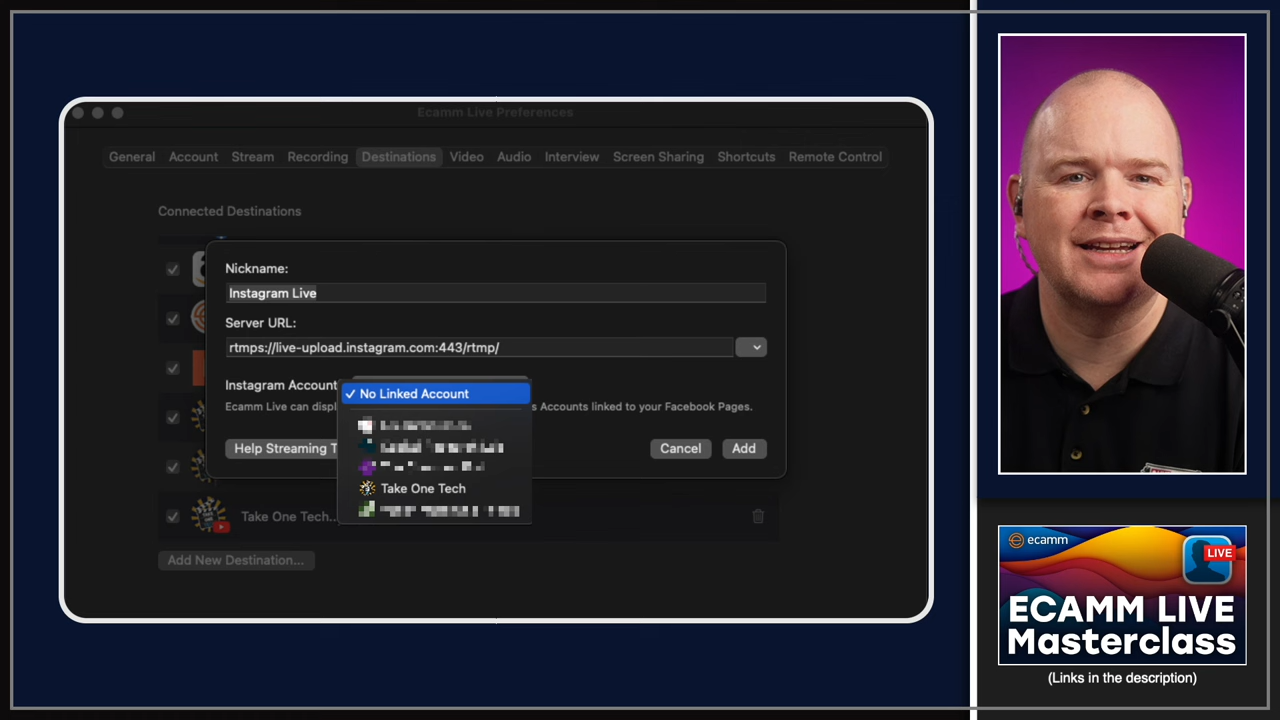 Ecamm Live Preferences
General Account Stream Recording Destinations Video Audio Interview Screen Sharing Shortcuts Remote Control
Connected Destinations
Nickname:
Instagram Live
Server URL:
rtmps://live-upload.instagram.com:443/rtmp/
Instagram Account
✓ No Linked Account
Ecamm Live can displ
s Accounts linked to your Facebook Pages.
Help Streaming T
Cancel Add
Take One Tech
Take One Tech...
Add New Destination...
ecamm
LIVE
ECAMM LIVE
Masterclass
(Links in the description)